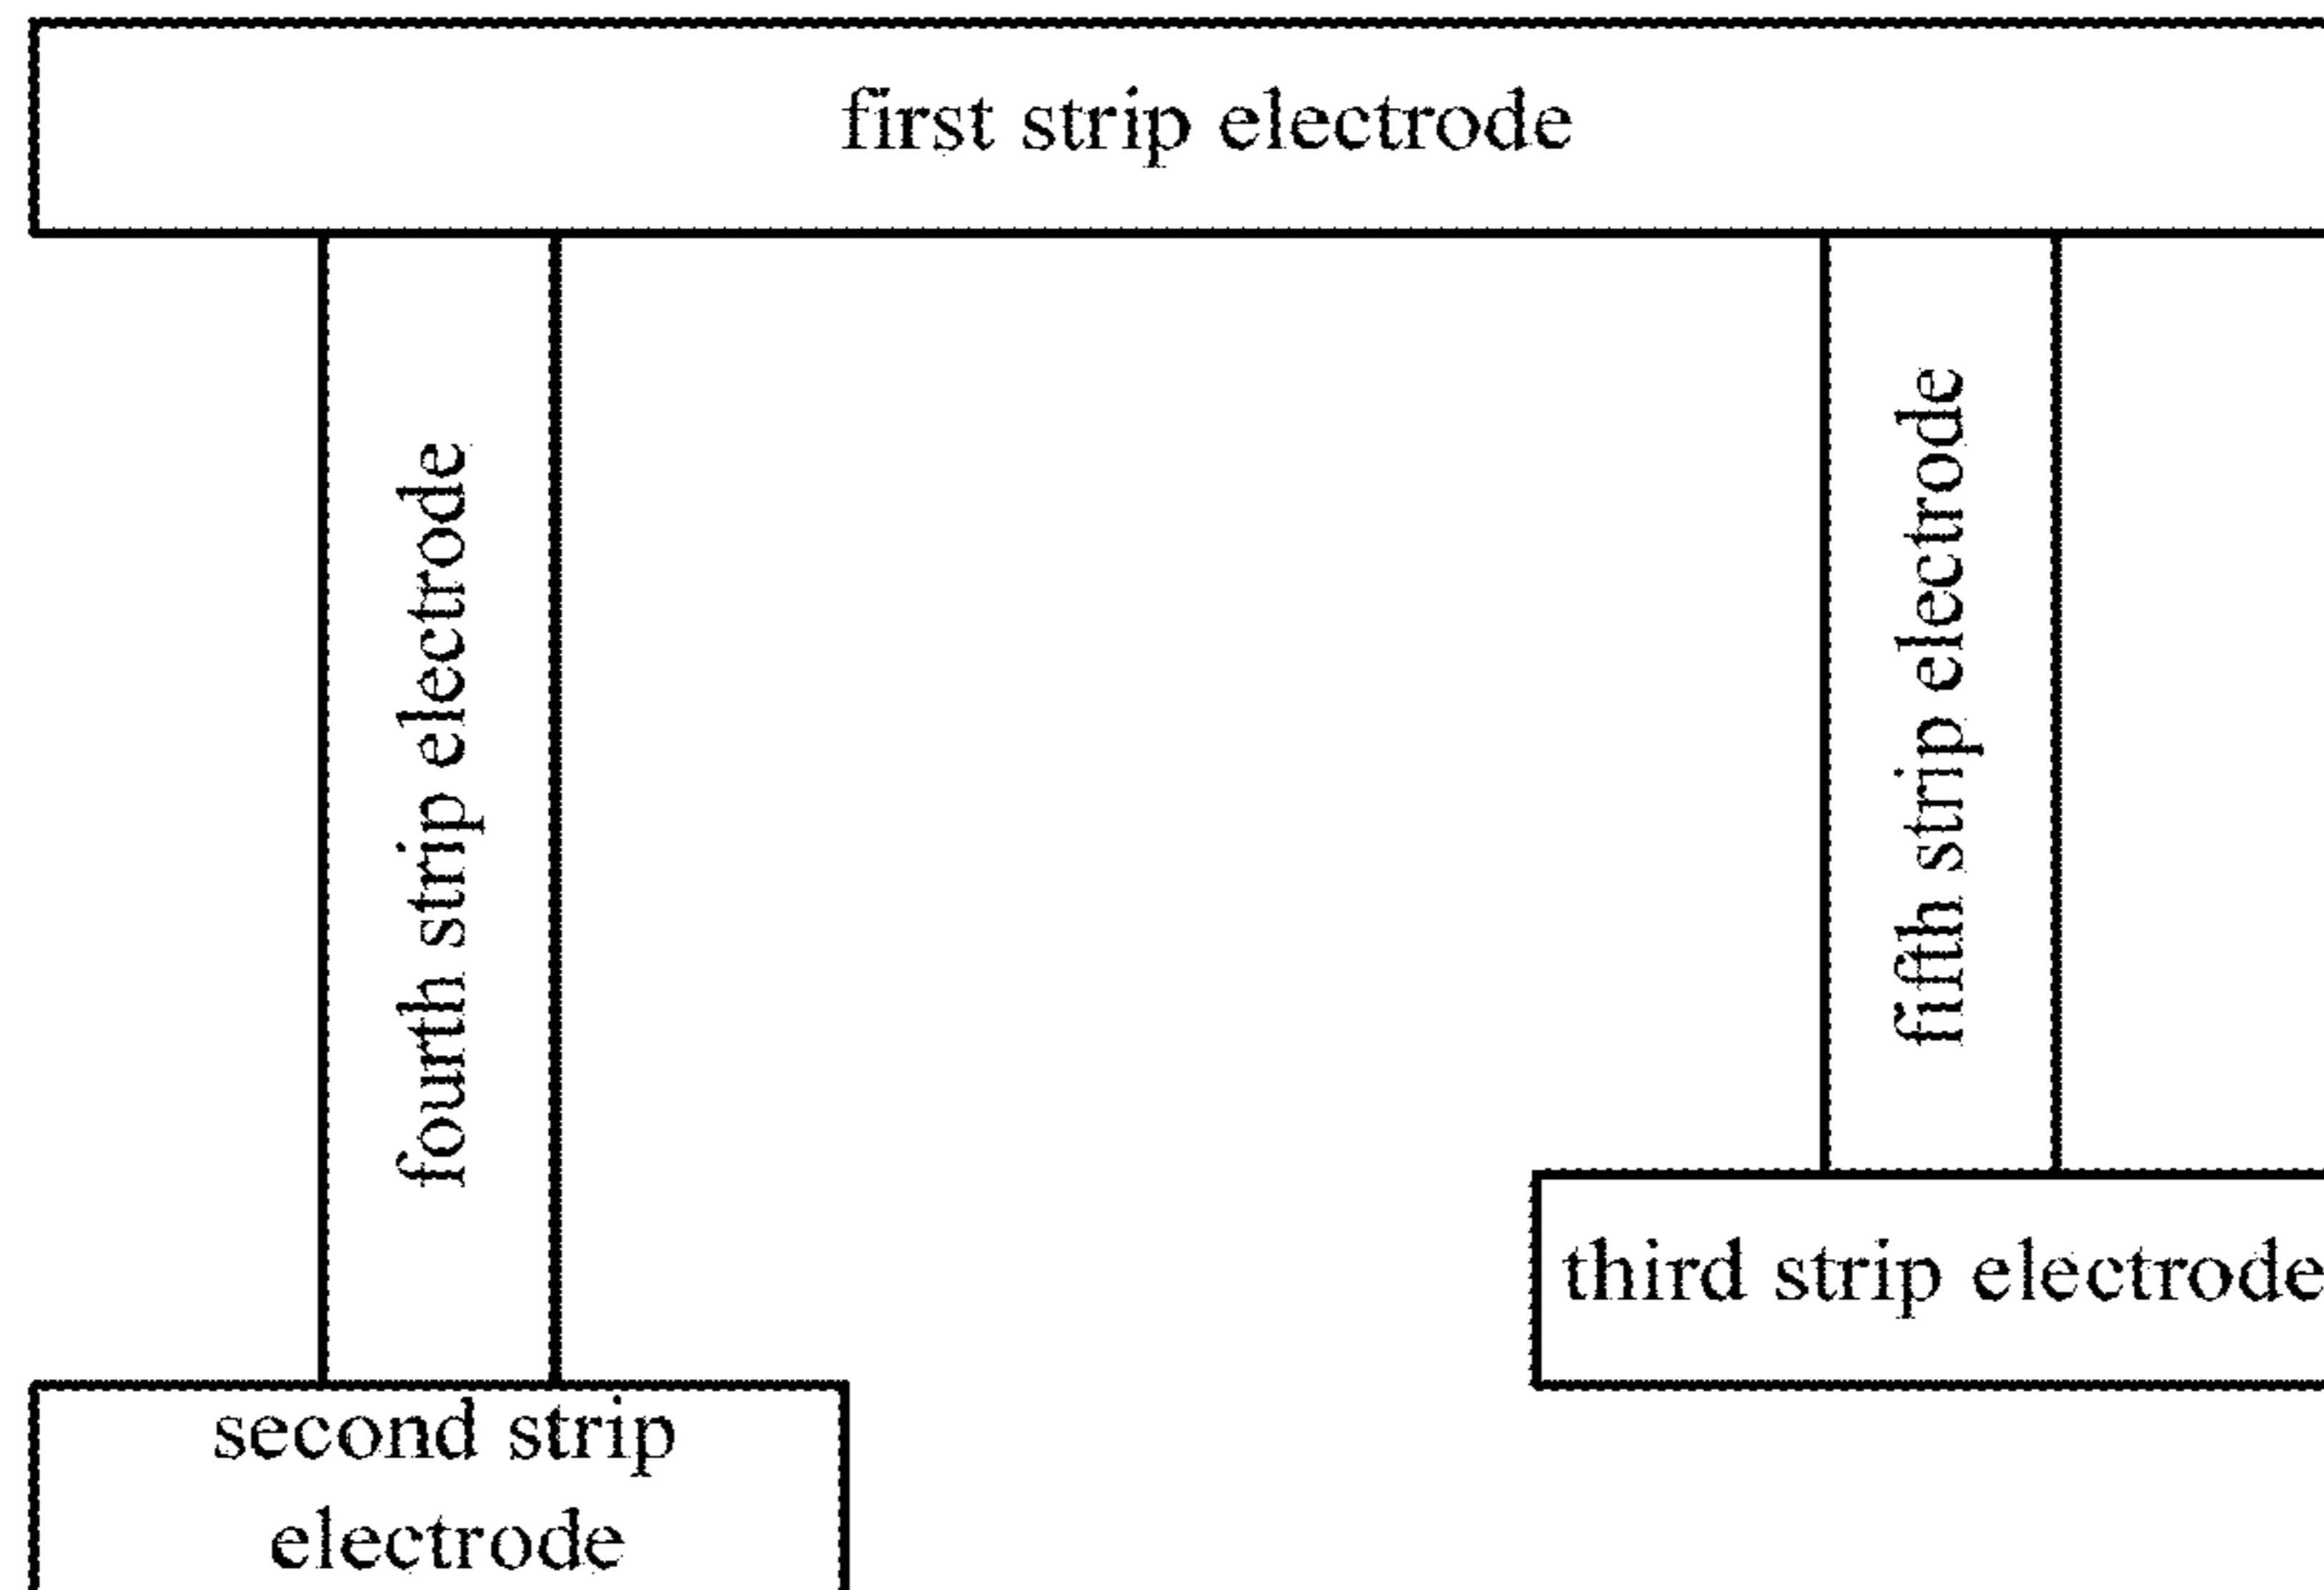 first strip electrode
fourth strip electrode
fifth strip electrode
third strip electrode
second strip
electrode